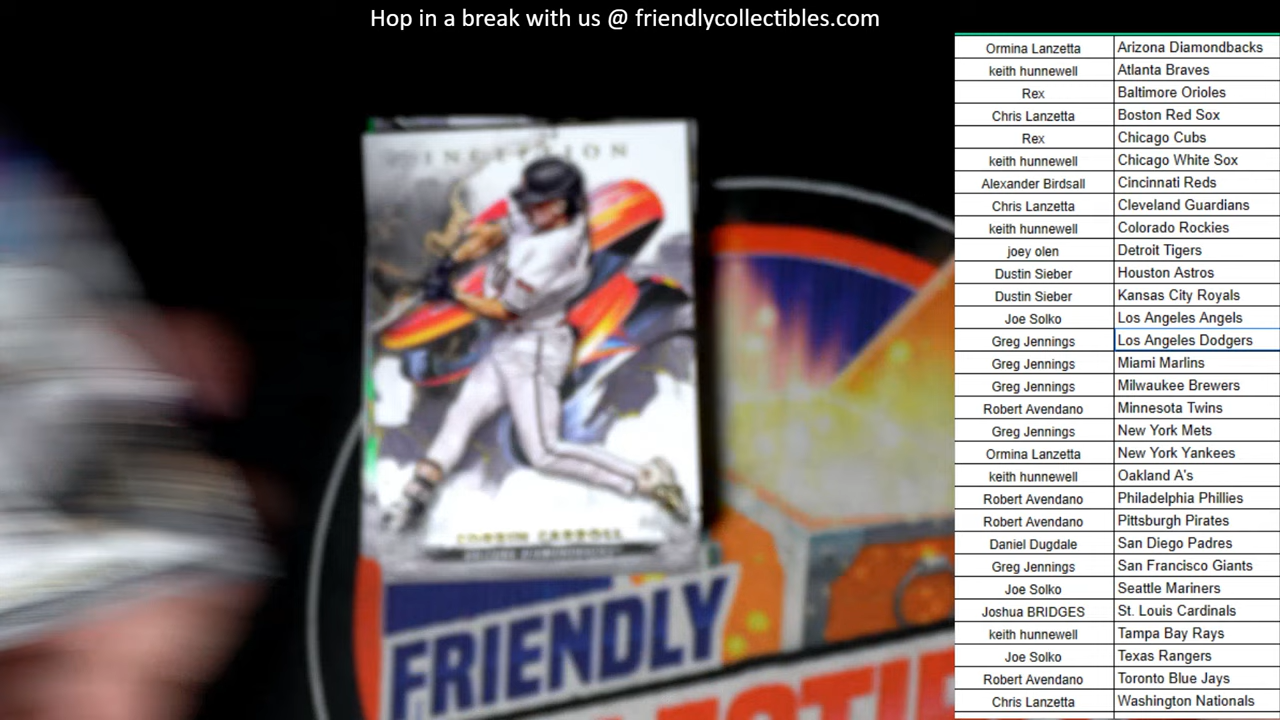 Hop in a break with us @ friendlycollectibles.com
Ormina Lanzetta Arizona Diamondbacks
keith hunnewell Atlanta Braves
Rex Baltimore Orioles
Chris Lanzetta Boston Red Sox
Rex Chicago Cubs
keith hunnewell Chicago White Sox
Alexander Birdsall Cincinnati Reds
Chris Lanzetta Cleveland Guardians
keith hunnewell Colorado Rockies
joey olen Detroit Tigers
Dustin Sieber Houston Astros
Dustin Sieber Kansas City Royals
Joe Solko Los Angeles Angels
Greg Jennings Los Angeles Dodgers
Greg Jennings Miami Marlins
Greg Jennings Milwaukee Brewers
Robert Avendano Minnesota Twins
Greg Jennings New York Mets
Ormina Lanzetta New York Yankees
keith hunnewell Oakland A's
Robert Avendano Philadelphia Phillies
Robert Avendano Pittsburgh Pirates
Daniel Dugdale San Diego Padres
Greg Jennings San Francisco Giants
Joe Solko Seattle Mariners
Joshua BRIDGES St. Louis Cardinals
keith hunnewell Tampa Bay Rays
Joe Solko Texas Rangers
Robert Avendano Toronto Blue Jays
Chris Lanzetta Washington Nationals
INCEPTION
CORBIN CARROLL
ARIZONA DIAMONDBACKS
FRIENDLY